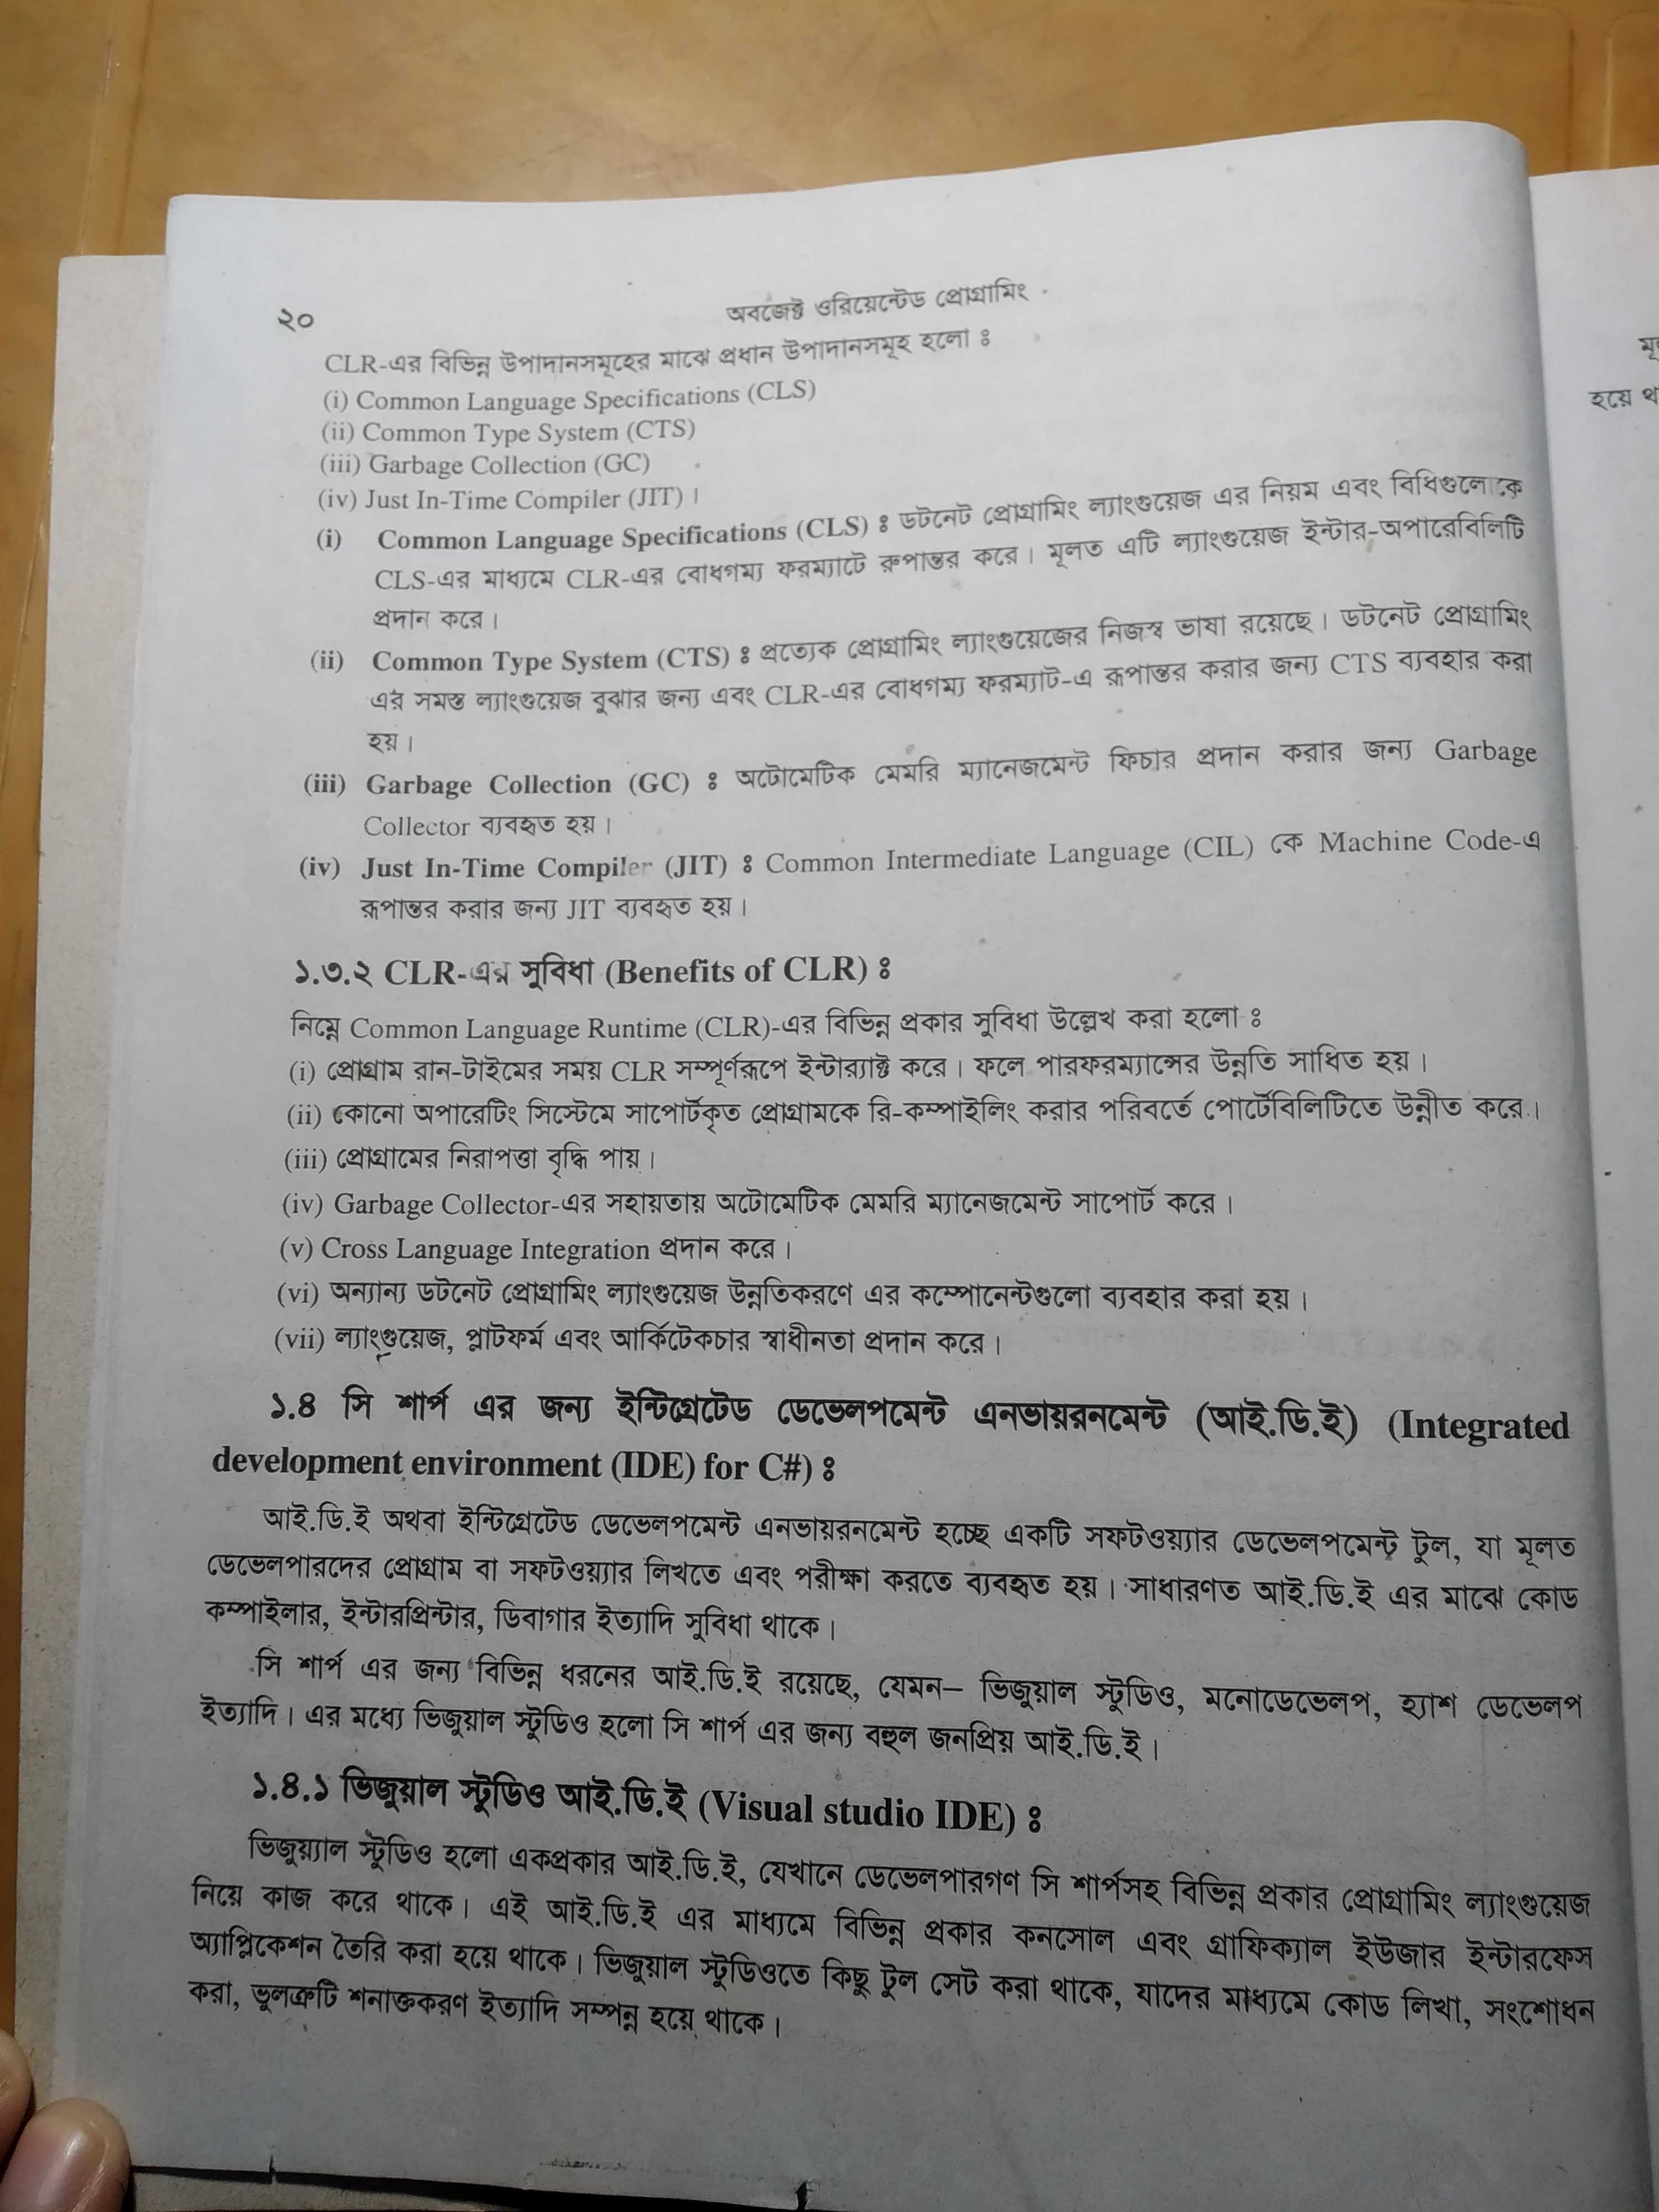 ২০
অবজেক্ট ওরিয়েন্টেড প্রোগ্রামিং
CLR-এর বিভিন্ন উপাদানসমূহের মাঝে প্রধান উপাদানসমূহ হলো ঃ
(i) Common Language Specifications (CLS)
(ii) Common Type System (CTS)
(iii) Garbage Collection (GC)
(iv) Just In-Time Compiler (JIT) ।
(i) Common Language Specifications (CLS) ঃ ডটনেট প্রোগ্রামিং ল্যাংগুয়েজ এর নিয়ম এবং বিধিগুলোকে
CLS-এর মাধ্যমে CLR-এর বোধগম্য ফরম্যাটে রুপান্তর করে। মূলত এটি ল্যাংগুয়েজ ইন্টার-অপারেবিলিটি
প্রদান করে।
(ii) Common Type System (CTS) ঃ প্রত্যেক প্রোগ্রামিং ল্যাংগুয়েজের নিজস্ব ভাষা রয়েছে। ডটনেট প্রোগ্রামিং
এর সমস্ত ল্যাংগুয়েজ বুঝার জন্য এবং CLR-এর বোধগম্য ফরম্যাট-এ রূপান্তর করার জন্য CTS ব্যবহার করা
হয়।
(iii) Garbage Collection (GC) ঃ অটোমেটিক মেমরি ম্যানেজমেন্ট ফিচার প্রদান করার জন্য Garbage
Collector ব্যবহৃত হয়।
(iv) Just In-Time Compiler (JIT) ঃ Common Intermediate Language (CIL) কে Machine Code-এ
রূপান্তর করার জন্য JIT ব্যবহৃত হয়।
১.৩.২ CLR-এর সুবিধা (Benefits of CLR) ঃ
নিম্নে Common Language Runtime (CLR)-এর বিভিন্ন প্রকার সুবিধা উল্লেখ করা হলো ঃ
(i) প্রোগ্রাম রান-টাইমের সময় CLR সম্পূর্ণরূপে ইন্টার‍্যাক্ট করে। ফলে পারফরম্যান্সের উন্নতি সাধিত হয়।
(ii) কোনো অপারেটিং সিস্টেমে সাপোর্টকৃত প্রোগ্রামকে রি-কম্পাইলিং করার পরিবর্তে পোর্টেবিলিটিতে উন্নীত করে।
(iii) প্রোগ্রামের নিরাপত্তা বৃদ্ধি পায়।
(iv) Garbage Collector-এর সহায়তায় অটোমেটিক মেমরি ম্যানেজমেন্ট সাপোর্ট করে।
(v) Cross Language Integration প্রদান করে।
(vi) অন্যান্য ডটনেট প্রোগ্রামিং ল্যাংগুয়েজ উন্নতিকরণে এর কম্পোনেন্টগুলো ব্যবহার করা হয়।
(vii) ল্যাংগুয়েজ, প্লাটফর্ম এবং আর্কিটেকচার স্বাধীনতা প্রদান করে।
১.৪ সি শার্প এর জন্য ইন্টিগ্রেটেড ডেভেলপমেন্ট এনভায়রনমেন্ট (আই.ডি.ই) (Integrated
development environment (IDE) for C#) ঃ
আই.ডি.ই অথবা ইন্টিগ্রেটেড ডেভেলপমেন্ট এনভায়রনমেন্ট হচ্ছে একটি সফটওয়্যার ডেভেলপমেন্ট টুল, যা মূলত
ডেভেলপারদের প্রোগ্রাম বা সফটওয়্যার লিখতে এবং পরীক্ষা করতে ব্যবহৃত হয়। সাধারণত আই.ডি.ই এর মাঝে কোড
কম্পাইলার, ইন্টারপ্রিন্টার, ডিবাগার ইত্যাদি সুবিধা থাকে।
সি শার্প এর জন্য বিভিন্ন ধরনের আই.ডি.ই রয়েছে, যেমন– ভিজুয়াল স্টুডিও, মনোডেভেলপ, হ্যাশ ডেভেলপ
ইত্যাদি। এর মধ্যে ভিজুয়াল স্টুডিও হলো সি শার্প এর জন্য বহুল জনপ্রিয় আই.ডি.ই।
১.৪.১ ভিজুয়াল স্টুডিও আই.ডি.ই (Visual studio IDE) ঃ
ভিজুয়্যাল স্টুডিও হলো একপ্রকার আই.ডি.ই, যেখানে ডেভেলপারগণ সি শার্পসহ বিভিন্ন প্রকার প্রোগ্রামিং ল্যাংগুয়েজ
নিয়ে কাজ করে থাকে। এই আই.ডি.ই এর মাধ্যমে বিভিন্ন প্রকার কনসোল এবং গ্রাফিক্যাল ইউজার ইন্টারফেস
অ্যাপ্লিকেশন তৈরি করা হয়ে থাকে। ভিজুয়াল স্টুডিওতে কিছু টুল সেট করা থাকে, যাদের মাধ্যমে কোড লিখা, সংশোধন
করা, ভুলত্রুটি শনাক্তকরণ ইত্যাদি সম্পন্ন হয়ে থাকে।
হয়ে